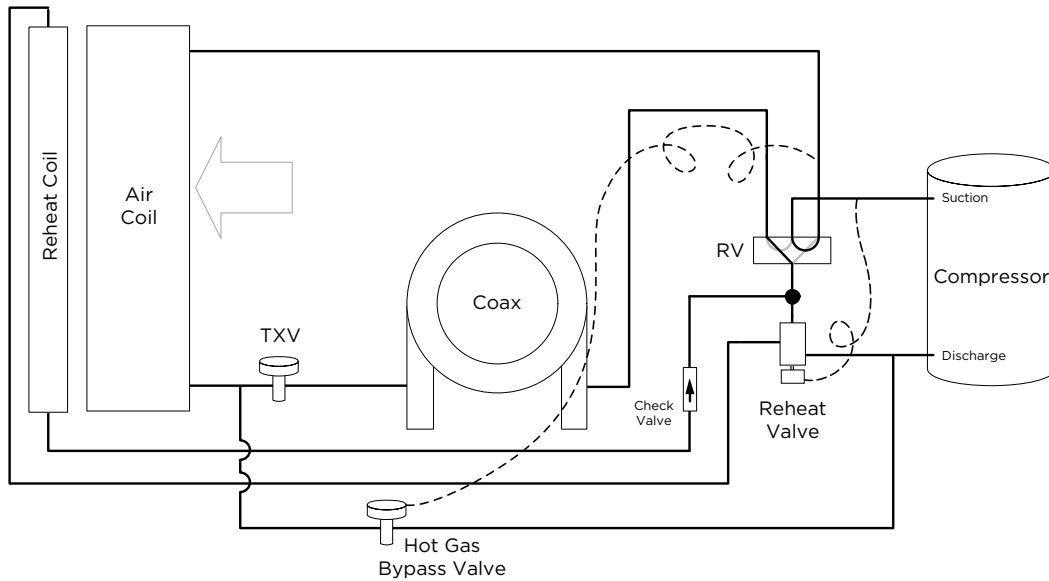 Reheat Coil
Air
Coil
TXV
Coax
RV
Suction
Compressor
Discharge
Check
Valve
Reheat
Valve
Hot Gas
Bypass Valve